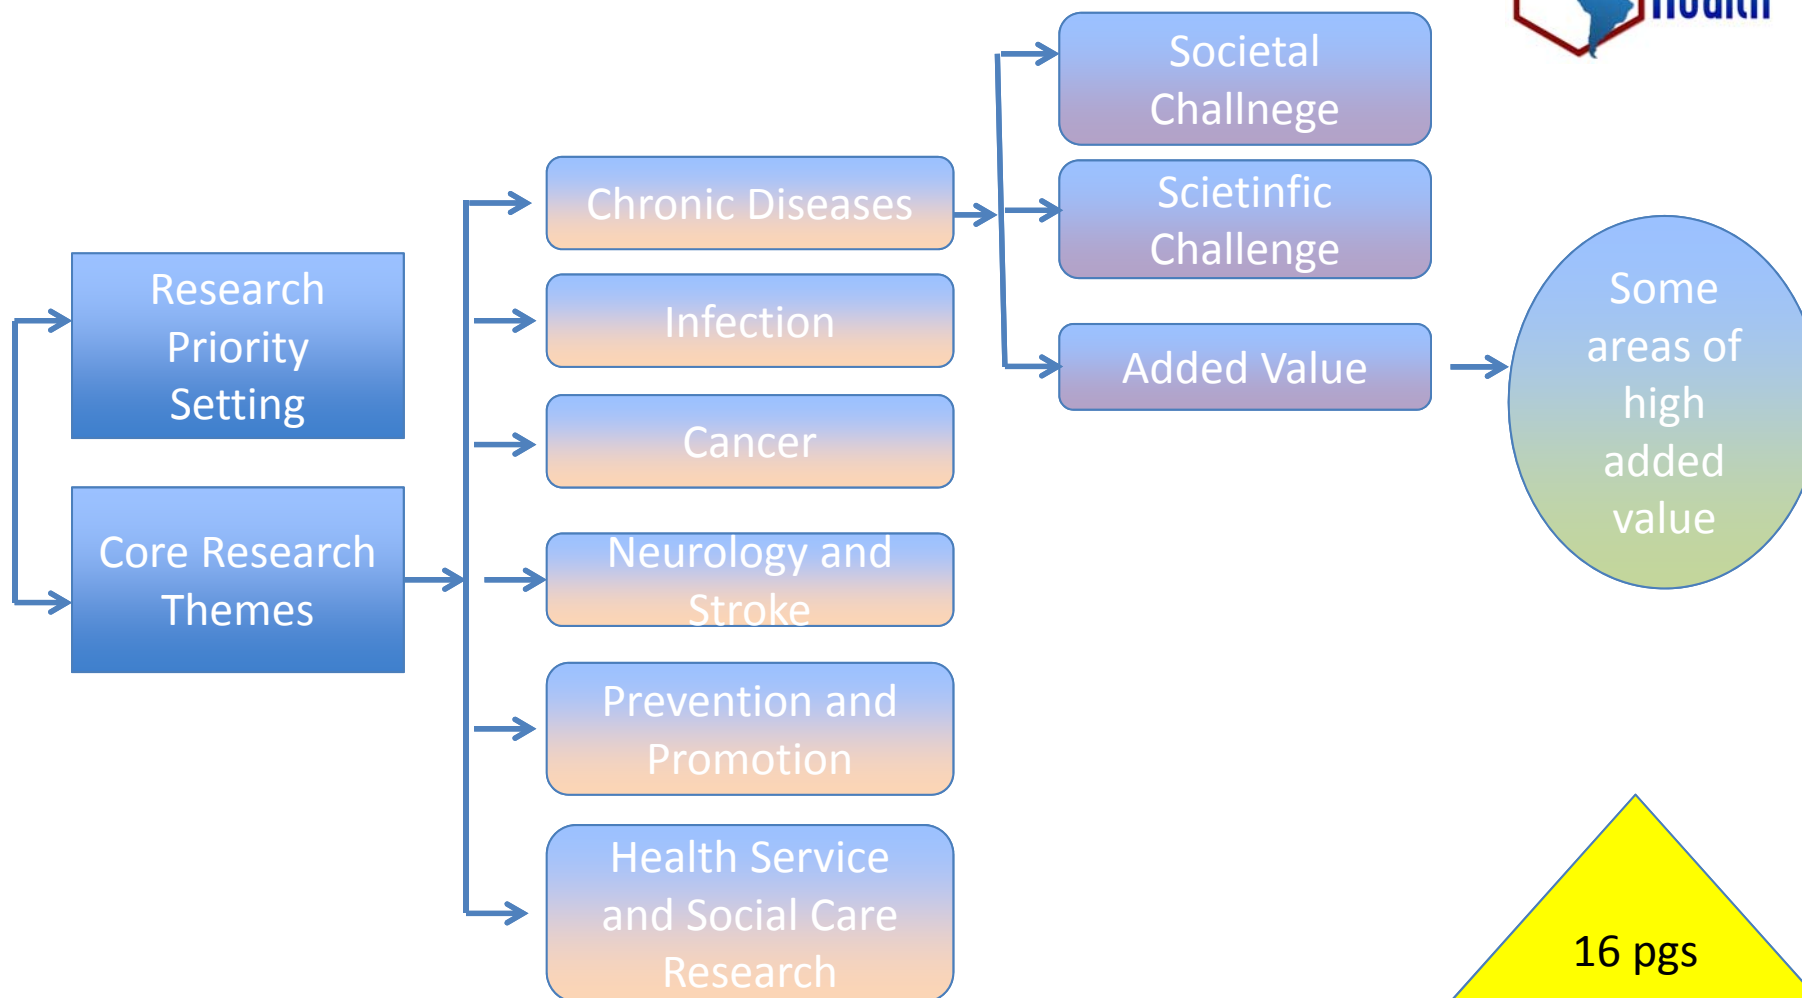 Research
Priority
Setting
Core Research
Themes
Chronic Diseases
Infection
Cancer
Neurology and
Stroke
Prevention and
Promotion
Health Service
and Social Care
Research
Societal
Challnege
Scietinfic
Challenge
Added Value
Some
areas of
high
added
value
16 pgs